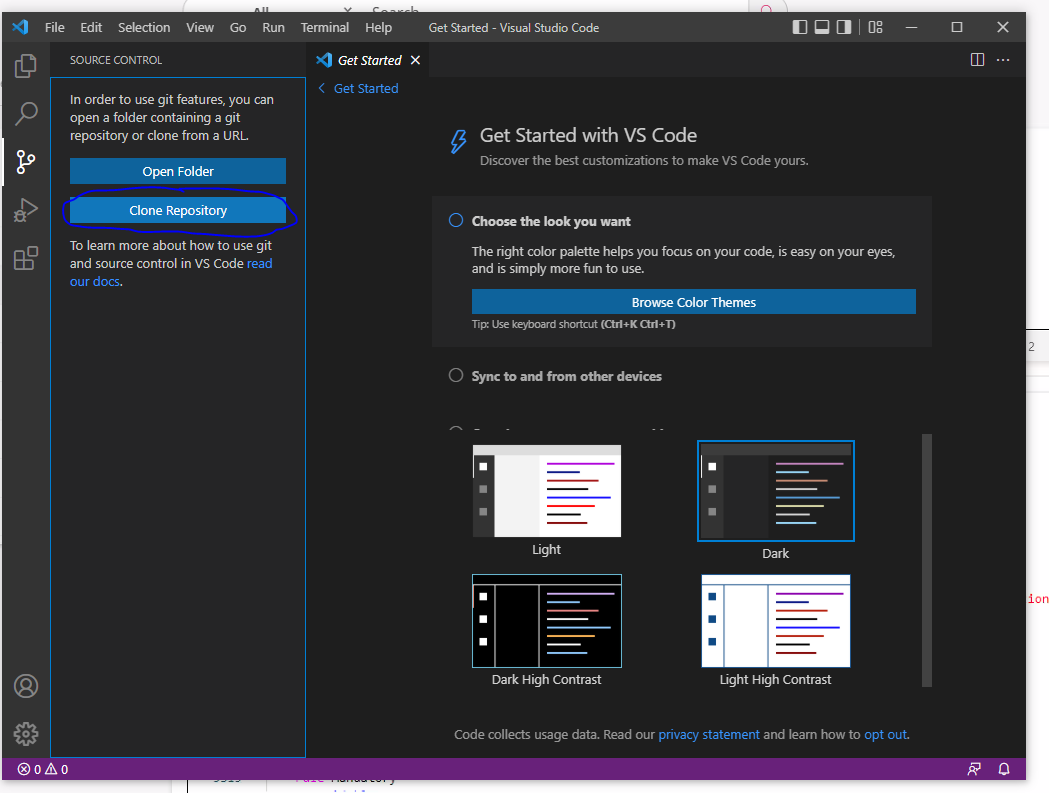 All
Search
File Edit Selection View Go Run Terminal Help
Get Started - Visual Studio Code
SOURCE CONTROL
Get Started
Get Started
In order to use git features, you can
open a folder containing a git
repository or clone from a URL.
Open Folder
Clone Repository
To learn more about how to use git
and source control in VS Code read
our docs.
Get Started with VS Code
Discover the best customizations to make VS Code yours.
Choose the look you want
The right color palette helps you focus on your code, is easy on your eyes,
and is simply more fun to use.
Browse Color Themes
Tip: Use keyboard shortcut (Ctrl+K Ctrl+T)
Sync to and from other devices
Light
Dark
Dark High Contrast
Light High Contrast
Code collects usage data. Read our privacy statement and learn how to opt out.
2
ion
0 0